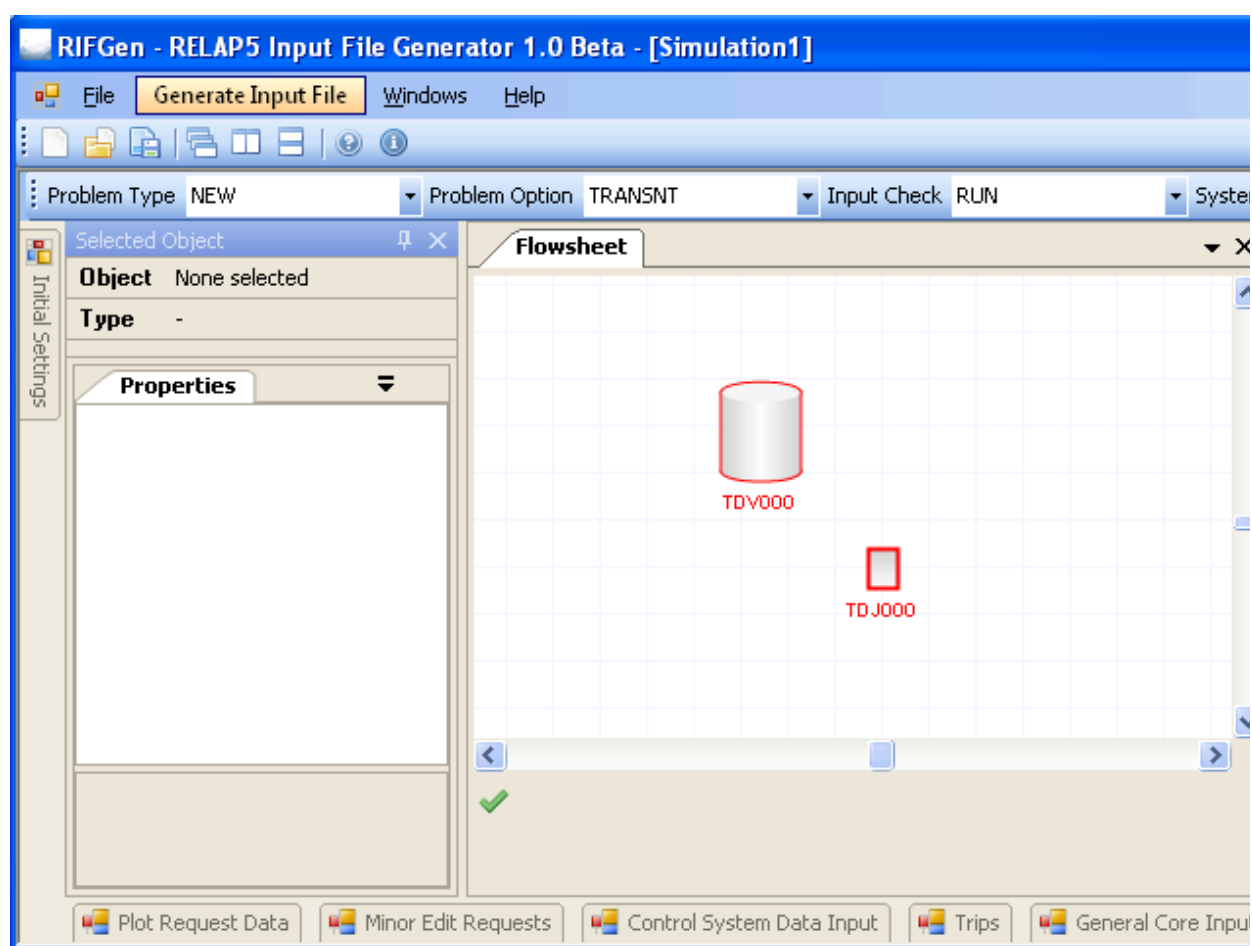 RIFGen - RELAP5 Input File Generator 1.0 Beta - [Simulation1]
File Generate Input File Windows Help
Problem Type NEW Problem Option TRANSNT Input Check RUN
Selected Object
Flowsheet
Object None selected
Type -
Initial Settings
Properties
TDV000
TDJ000
Plot Request Data Minor Edit Requests Control System Data Input Trips General Core